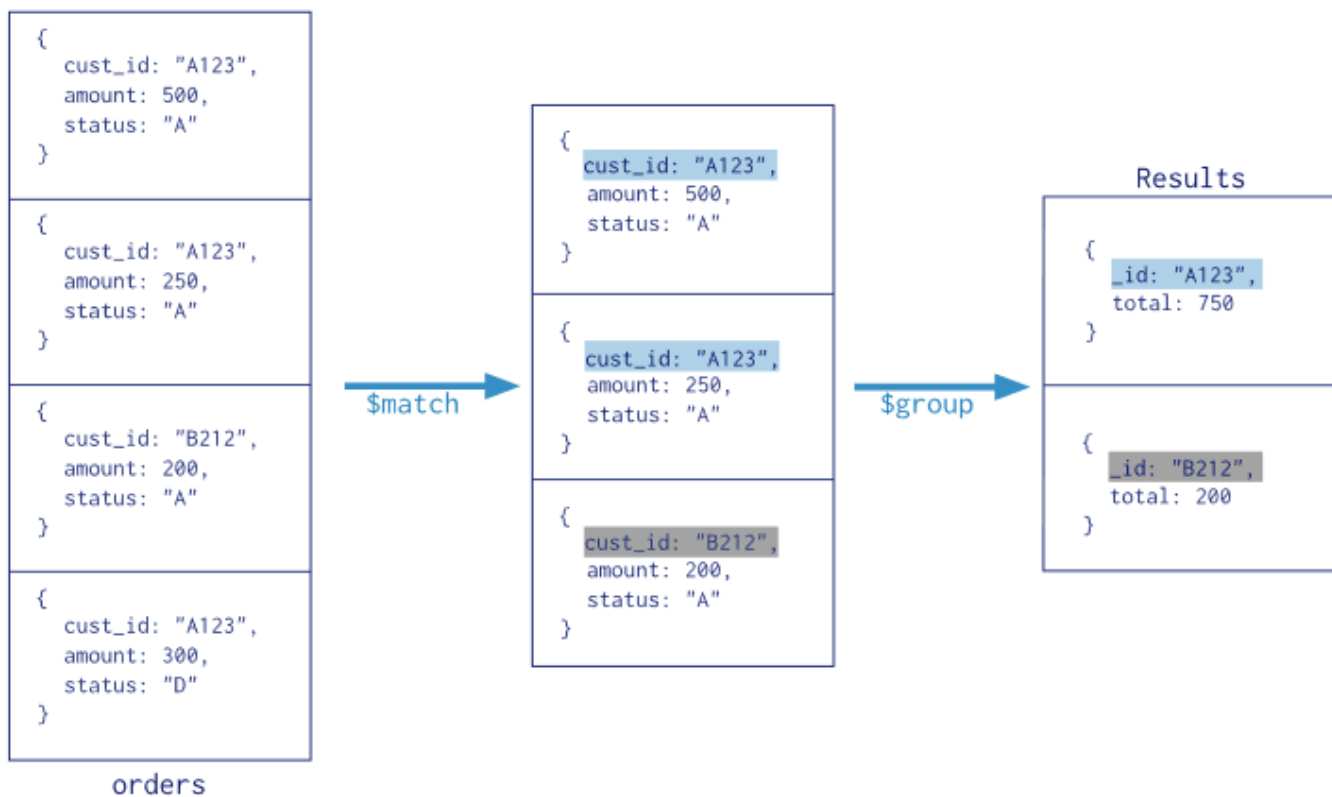 {
cust_id: "A123",
amount: 500,
status: "A"
}
{
cust_id: "A123",
amount: 250,
status: "A"
}
{
cust_id: "B212",
amount: 200,
status: "A"
}
{
cust_id: "A123",
amount: 300,
status: "D"
}
orders
$match
{
cust_id: "A123",
amount: 500,
status: "A"
}
{
cust_id: "A123",
amount: 250,
status: "A"
}
{
cust_id: "B212",
amount: 200,
status: "A"
}
$group
Results
{
_id: "A123",
total: 750
}
{
_id: "B212",
total: 200
}